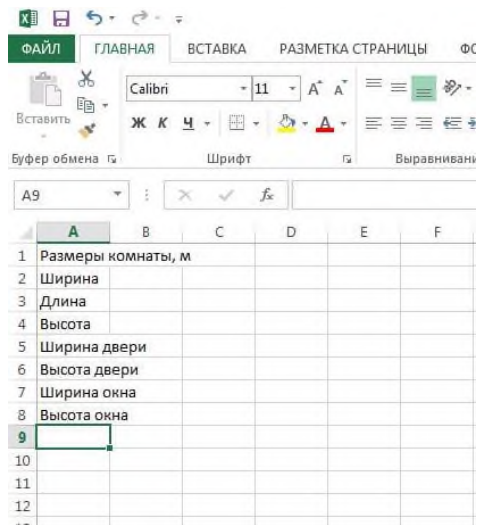 ФАЙЛ ГЛАВНАЯ ВСТАВКА РАЗМЕТКА СТРАНИЦЫ ФО
Вставить
Calibri 11
Ж К Ч
Буфер обмена Шрифт Выравнивани
A9 fx
A B C D E F
1 Размеры комнаты, м
2 Ширина
3 Длина
4 Высота
5 Ширина двери
6 Высота двери
7 Ширина окна
8 Высота окна
9
10
11
12